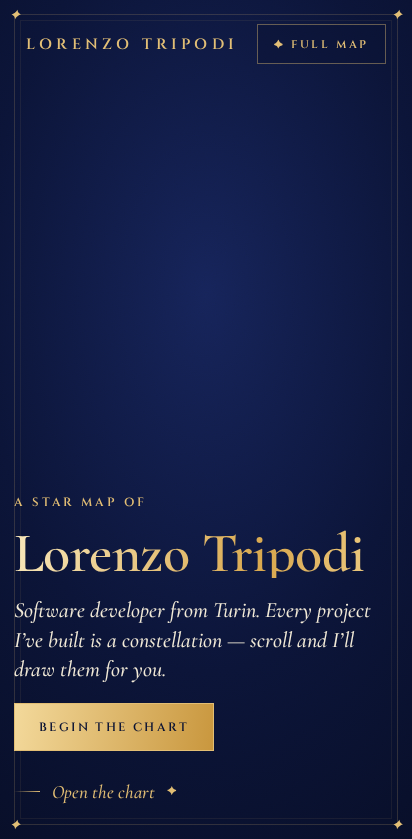 LORENZO TRIPODI
✦ FULL MAP
A STAR MAP OF
Lorenzo Tripodi
Software developer from Turin. Every project
I’ve built is a constellation — scroll and I’ll
draw them for you.
BEGIN THE CHART
Open the chart ✦